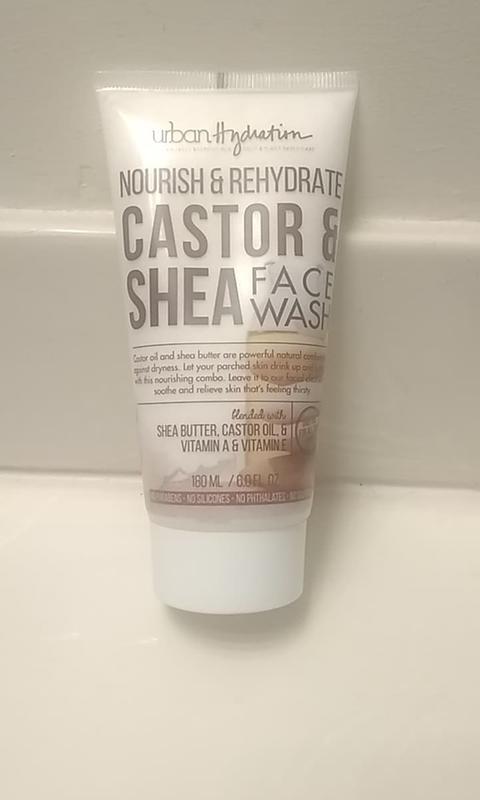 urban Hydration
NOURISH & REHYDRATE
CASTOR &
SHEA FACE
WASH
Castor oil and shea butter are powerful natural
against dryness. Let your parched skin drink up
with this nourishing combo. Leave it to our facial
soothe and relieve skin that's feeling thirsty
blended with
SHEA BUTTER, CASTOR OIL, &
VITAMIN A & VITAMIN E
180 ML / 6.0 FL. OZ
PARABENS · NO SILICONES · NO PHTHALATES · NO